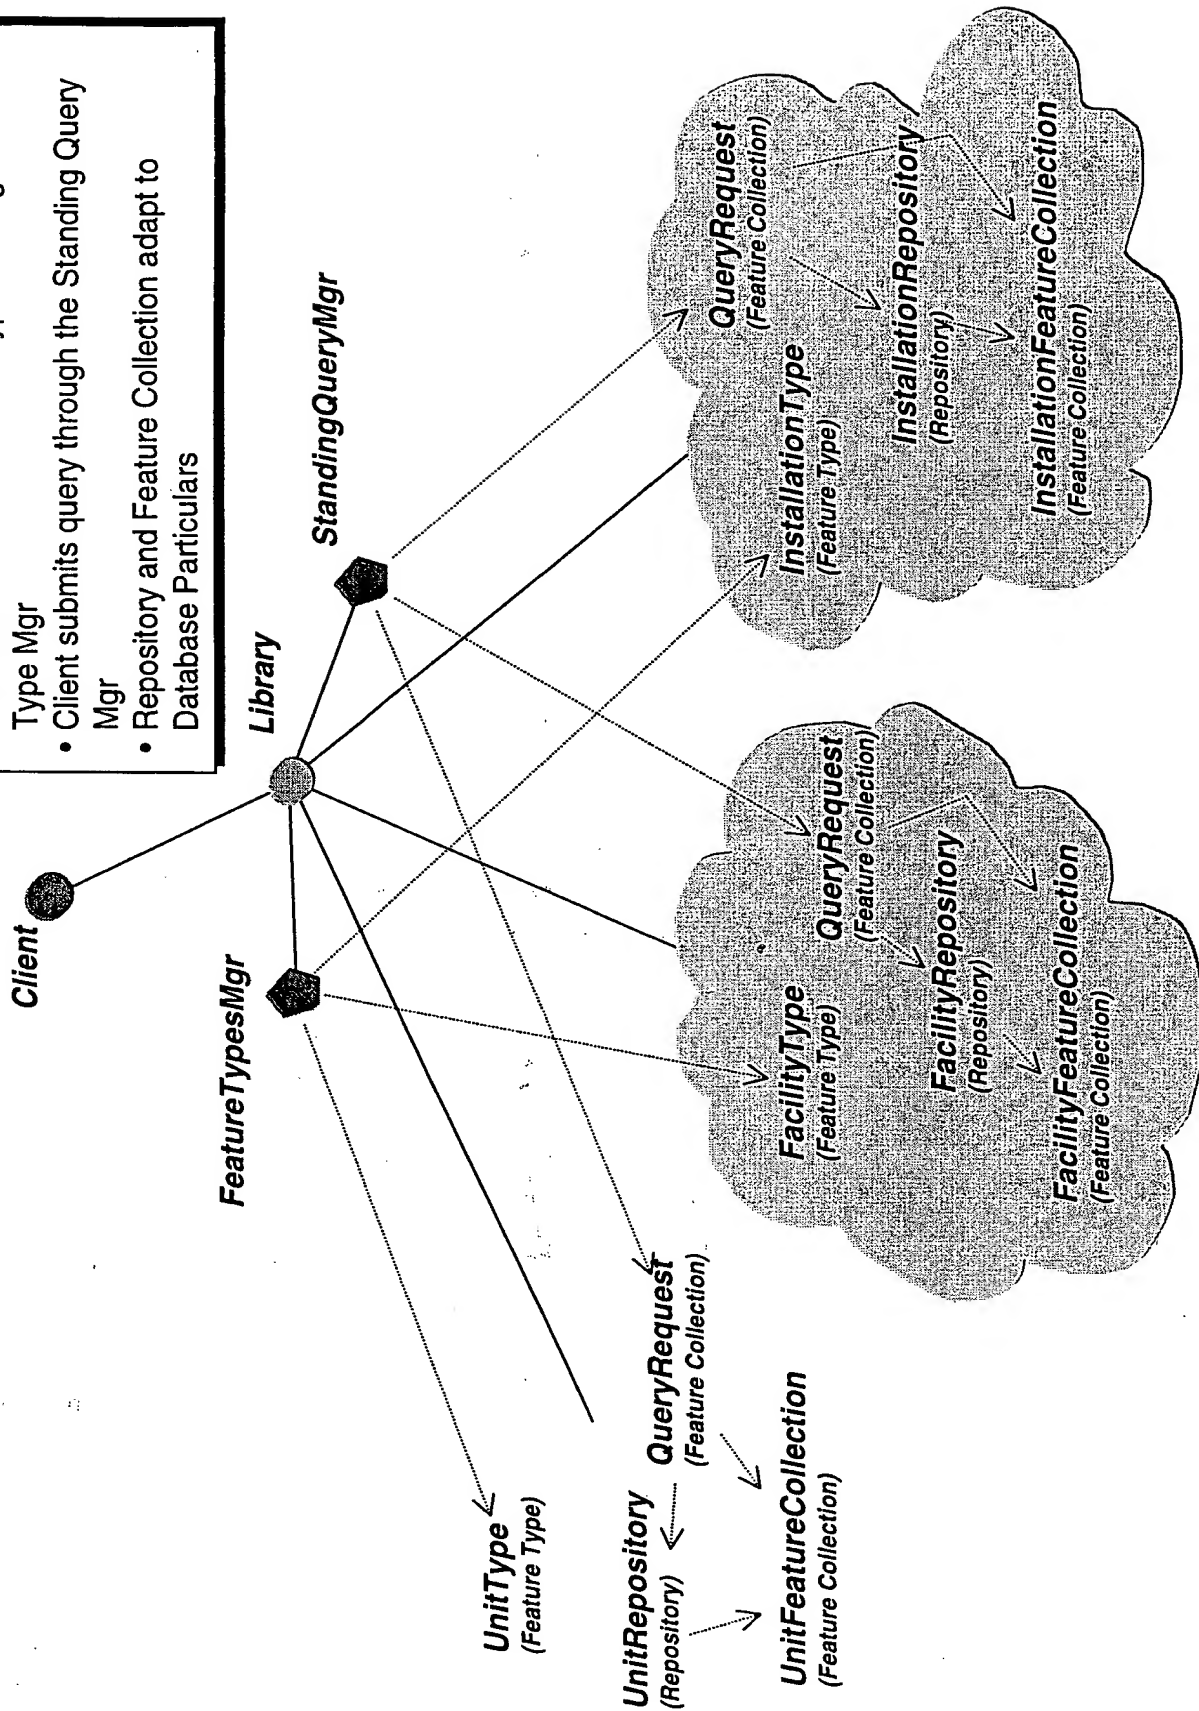 Type Mgr
• Client submits query through the Standing Query
Mgr
• Repository and Feature Collection adapt to
Database Particulars
Client
Library
FeatureTypesMgr
StandingQueryMgr
UnitType
(Feature Type)
QueryRequest
(Feature Collection)
UnitRepository
(Repository)
UnitFeatureCollection
(Feature Collection)
FacilityType
(Feature Type)
QueryRequest
(Feature Collection)
FacilityRepository
(Repository)
FacilityFeatureCollection
(Feature Collection)
InstallationType
(Feature Type)
QueryRequest
(Feature Collection)
InstallationRepository
(Repository)
InstallationFeatureCollection
(Feature Collection)